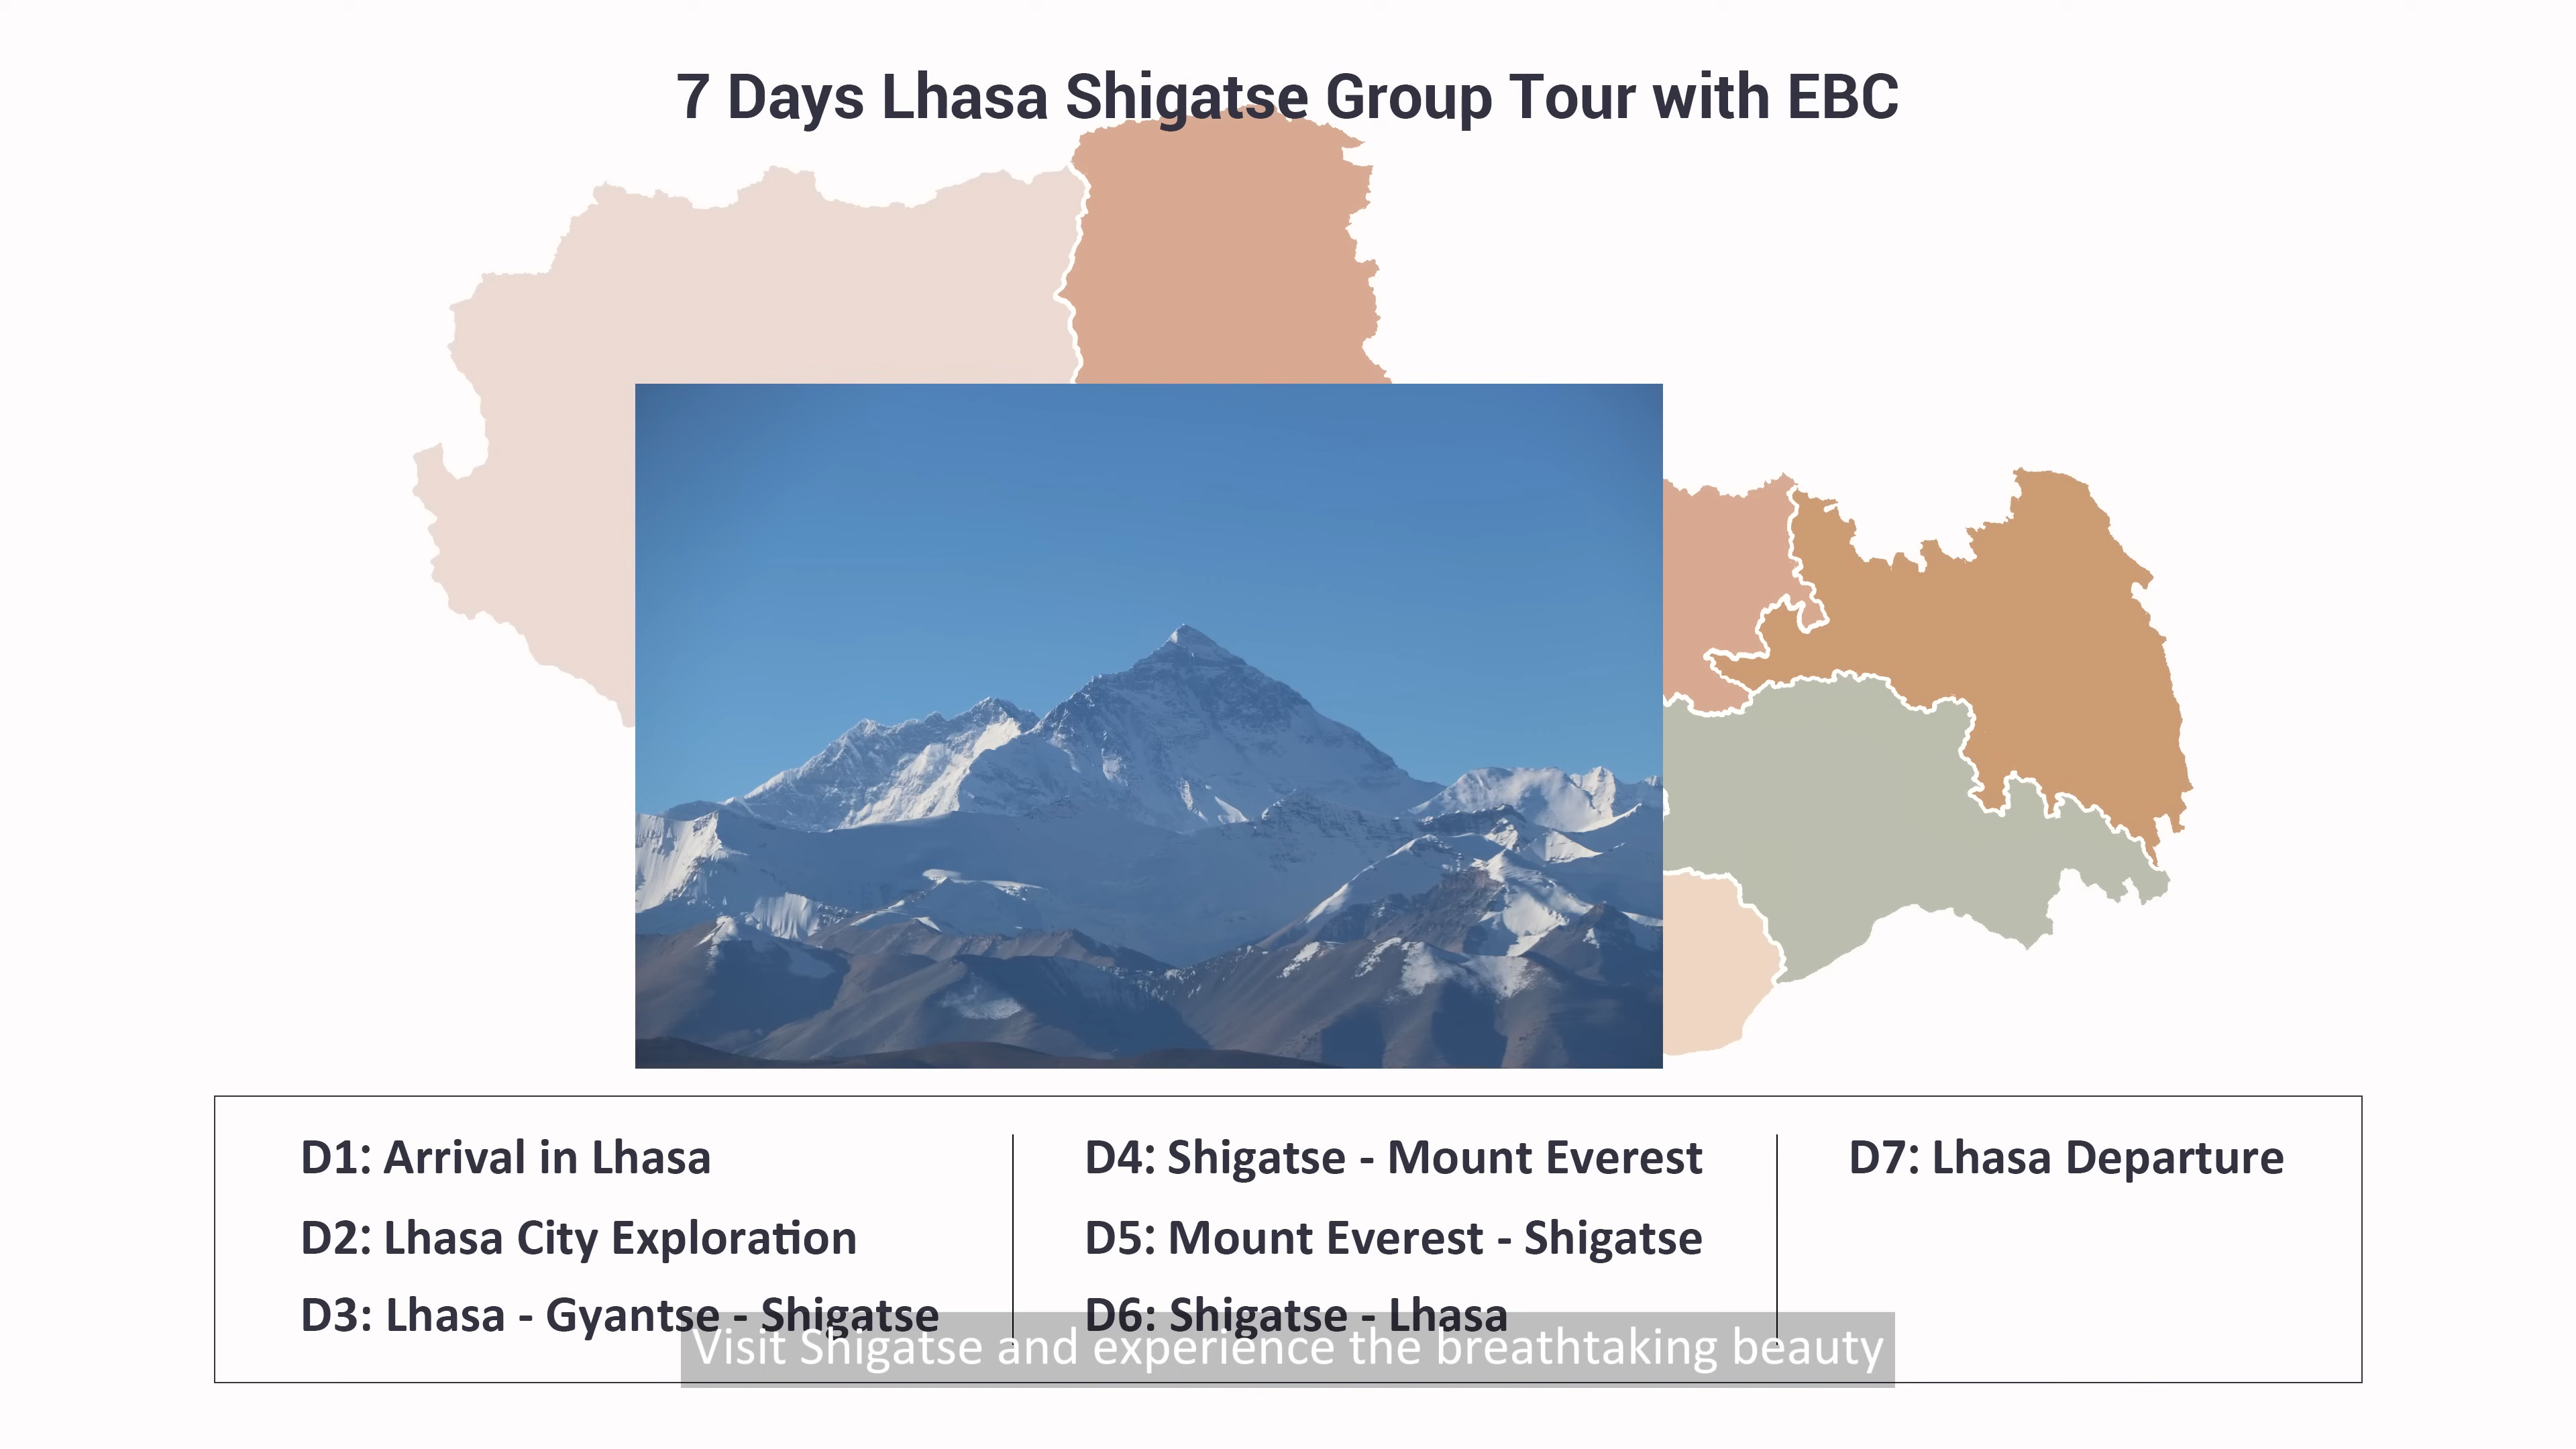 7 Days Lhasa Shigatse Group Tour with EBC
D1: Arrival in Lhasa
D2: Lhasa City Exploration
D3: Lhasa - Gyantse - Shigatse
D4: Shigatse - Mount Everest
D5: Mount Everest - Shigatse
D6: Shigatse - Lhasa
D7: Lhasa Departure
Visit Shigatse and experience the breathtaking beauty